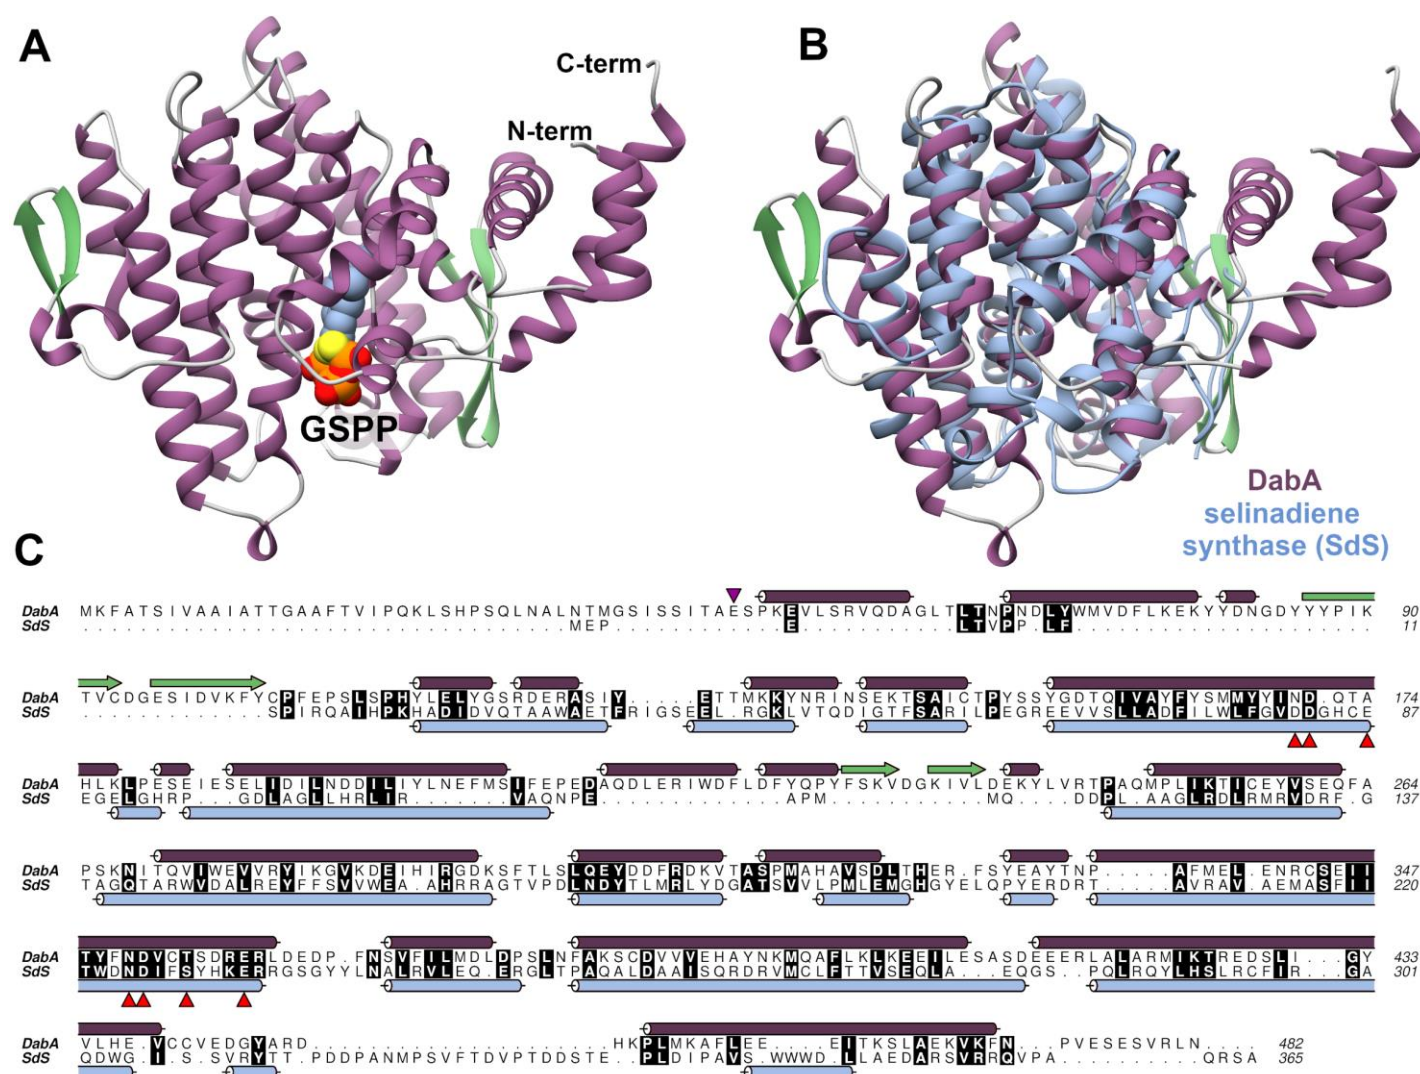 A
B
C-term
N-term
GSPP
DabA
selinadiene
synthase (SdS)
C
DabA MKFATSIVAAIATTGAAFTVIPQKLSHPSQLNALNTMGSISSITAESPKEVLSRVQDAGLTLTNPNDLYWMVDFLKEKYYDNGDYYYPIK 90
SdS ..................................MEP............E...........LTVPP.LF..................... 11
DabA TVCDGESIDVKFYCPFEPSLSPHYLELYGSRDERASIY.....ETTMKKYNRINSEKTSAICTPYSSYGDTQIVAYFYSMMYYIND.QTA 174
SdS .............SPIRQAIHPKHADIDVQTAAWAETFRIGSEEL.RGKLVTQDIGTFSARILPEGREEVVSLLADFILWLFGVDDGHCE 87
DabA HLKLPESEIESELIDILNDDILIYLNEFMSIFEPEDAQDLERIWDFLDFYQPYFSKVDGKIVLDEKYLVRTPAQMPLIKTICEYVSEQFA 264
SdS EGELGHRP...GDLAGLLHRLIR.......VAQNPE.............APM...........MQ....DDPL.AAGLRDLRMRVDRF.G 137
DabA PSKNITQVIWEVVRYIKGVKDEIHIRGDKSFTLSLQEYDDFRDKVTASPMAHAVSDLTHER.FSYEAYTNP.....AFMEL.ENRCSEII 347
SdS TAGQTARWVDALREYFFSVVWEA.AHRRAGTVPDLNDYTLMRLYDGATSVVLPMLEMGHGYELQPYERDRT.....AVRAV.AEMASFII 220
DabA TYFNDVCTSDRERLDEDP.FNSVFILMDLDPSLNFAKSCDVVVEHAYNKMQAFLKLKEEILESASDEEERLALARMIKTREDSLI...GY 433
SdS TWDNDIFSYHKERRGSGYYLNALRVLEQ.ERGLTPAQALDAAVISQRDRVMCLFTTVSEQLA...EQGS..PQLRQYLHSLRCFIR...GA 301
DabA VLHE.VCCVEDGYARD.....................HKPLMKAFLEE....EITKSLAEKVKFN...PVESESVRLN.... 482
SdS QDWG.I.S.SVRYTT.PDDPANMPSVFTDVPTDDSTE..PLDIPAVS.WWWD.LLAEDARSVRRQVPA..........QRSA 365